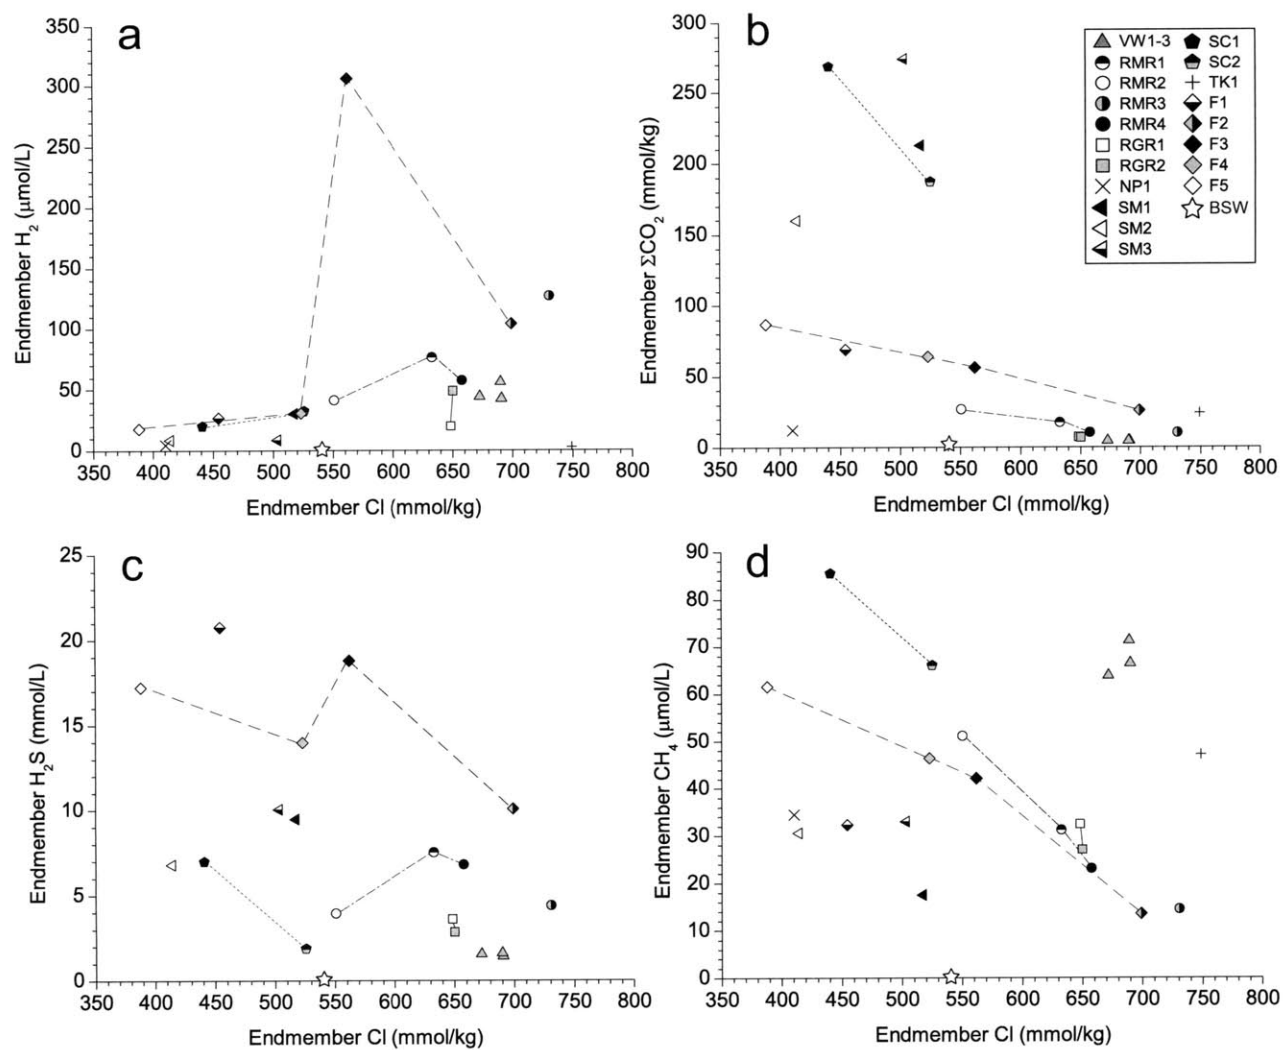 a
350
300
250
200
150
100
50
0
350 400 450 500 550 600 650 700 750 800
Endmember H₂ (μmol/L)
Endmember Cl (mmol/kg)
b
300
250
200
150
100
50
0
350 400 450 500 550 600 650 700 750 800
Endmember ΣCO₂ (mmol/kg)
Endmember Cl (mmol/kg)
VW1-3
RMR1
RMR2
RMR3
RMR4
RGR1
RGR2
NP1
SM1
SM2
SM3
SC1
SC2
TK1
F1
F2
F3
F4
F5
BSW
c
25
20
15
10
5
0
350 400 450 500 550 600 650 700 750 800
Endmember H₂S (mmol/L)
Endmember Cl (mmol/kg)
d
90
80
70
60
50
40
30
20
10
0
350 400 450 500 550 600 650 700 750 800
Endmember CH₄ (μmol/L)
Endmember Cl (mmol/kg)